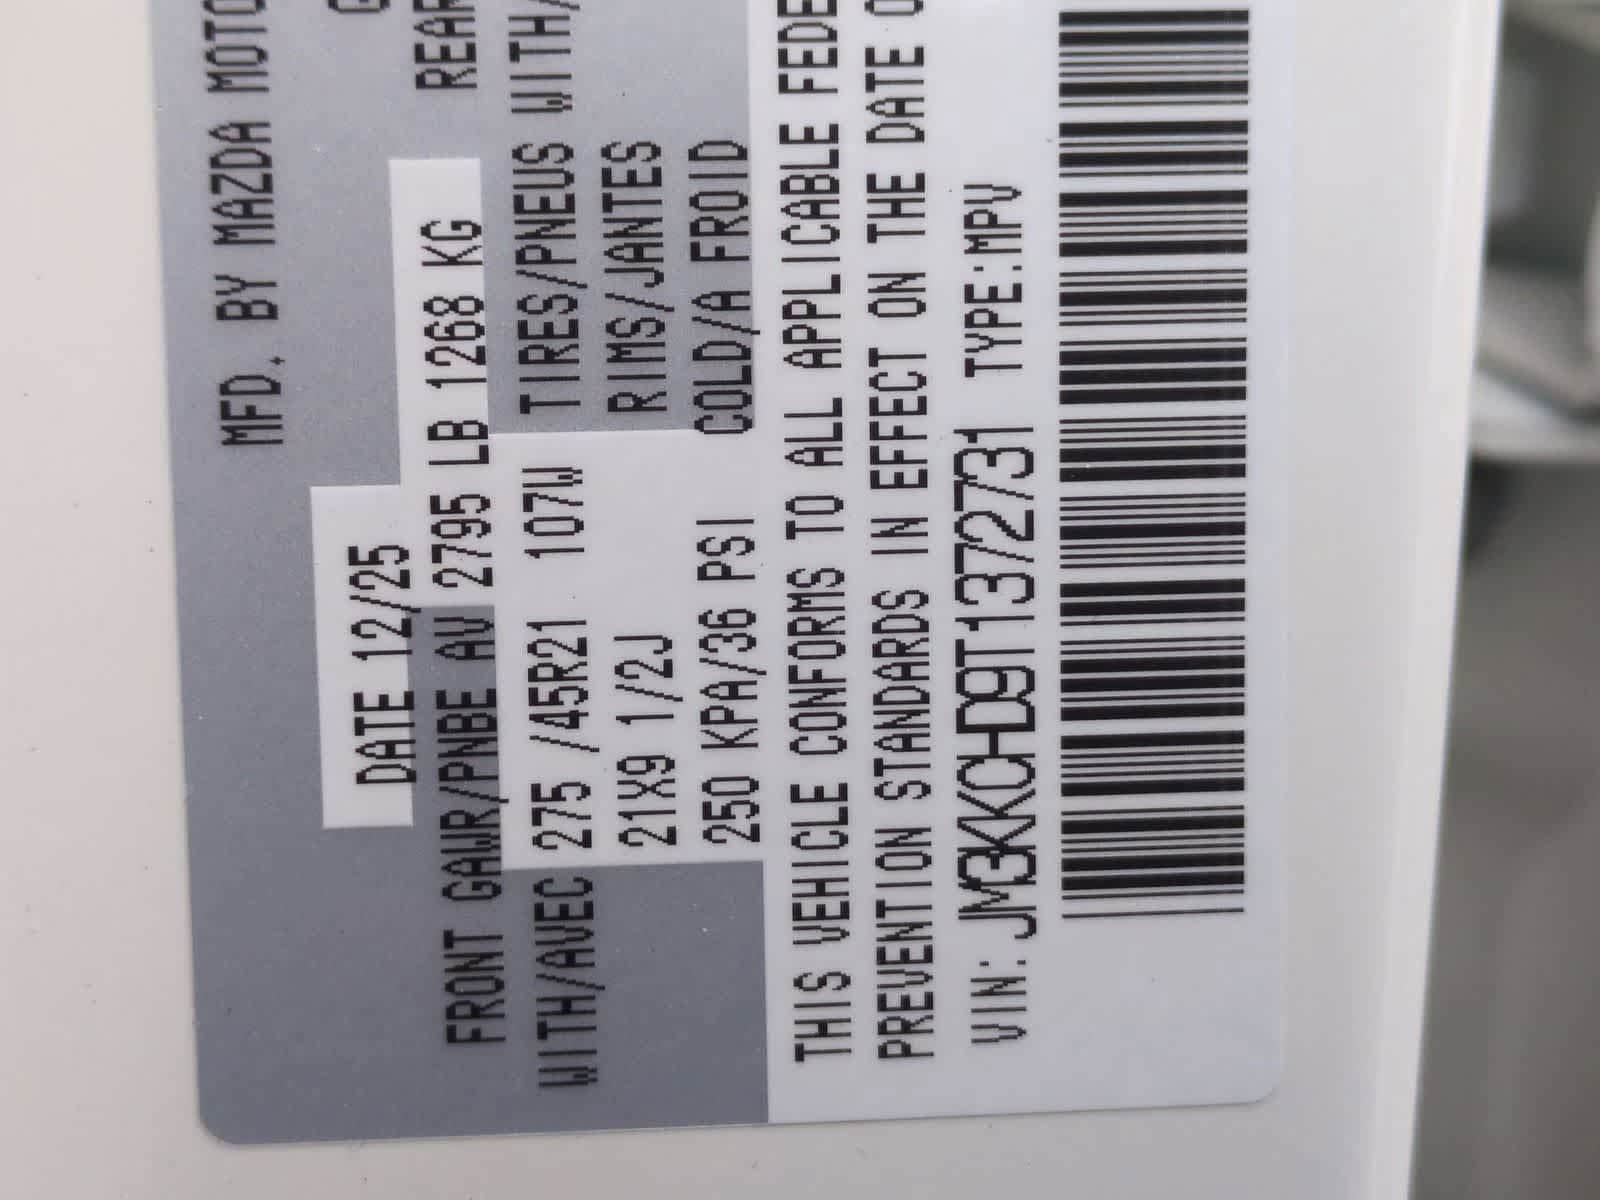 MFD. BY MAZDA MOTO
DATE 12/25
FRONT GAWR/PNBE AV 2795 LB 1268 KG REAR
WITH/AVEC 275 /45R21 107W TIRES/PNEUS WITH/
21X9 1/2J RIMS/JANTES
250 KPA/36 PSI COLD/A FROID
THIS VEHICLE CONFORMS TO ALL APPLICABLE FEDE
PREVENTION STANDARDS IN EFFECT ON THE DATE O
VIN: JM3KKCHD9T1372731 TYPE:MPV